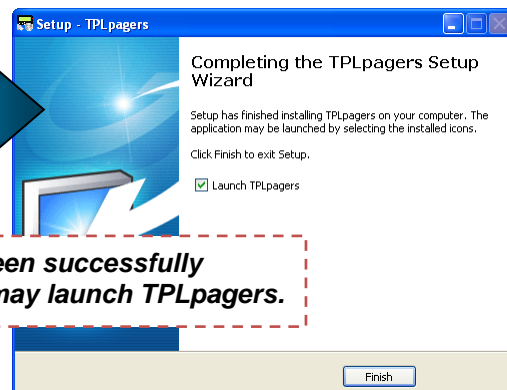 Setup - TPLpagers
Completing the TPLpagers Setup
Wizard
Setup has finished installing TPLpagers on your computer. The
application may be launched by selecting the installed icons.
Click Finish to exit Setup.
Launch TPLpagers
successfully
may launch TPLpagers.
Finish